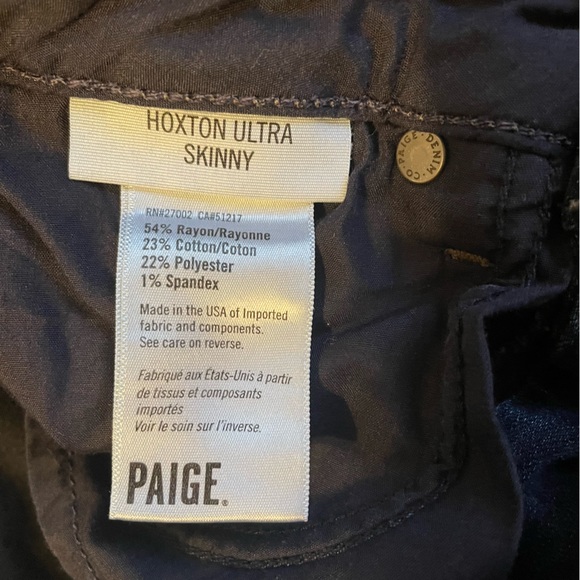 HOXTON ULTRA
SKINNY
RN#27002 CA#51217
54% Rayon/Rayonne
23% Cotton/Coton
22% Polyester
1% Spandex
Made in the USA of Imported
fabric and components.
See care on reverse.
Fabriqué aux États-Unis à partir
de tissus et composants
importés
Voir le soin sur l'inverse.
PAIGE®
PAIGE·DENIM·CO·